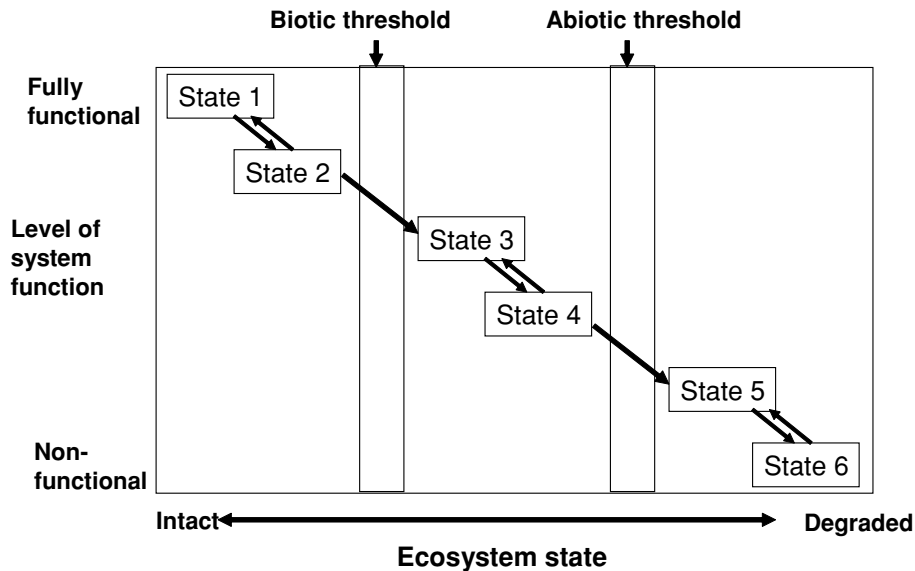 Biotic threshold
Abiotic threshold
Fully
functional
State 1
State 2
Level of
system
function
State 3
State 4
State 5
State 6
Non-
functional
Intact
Degraded
Ecosystem state